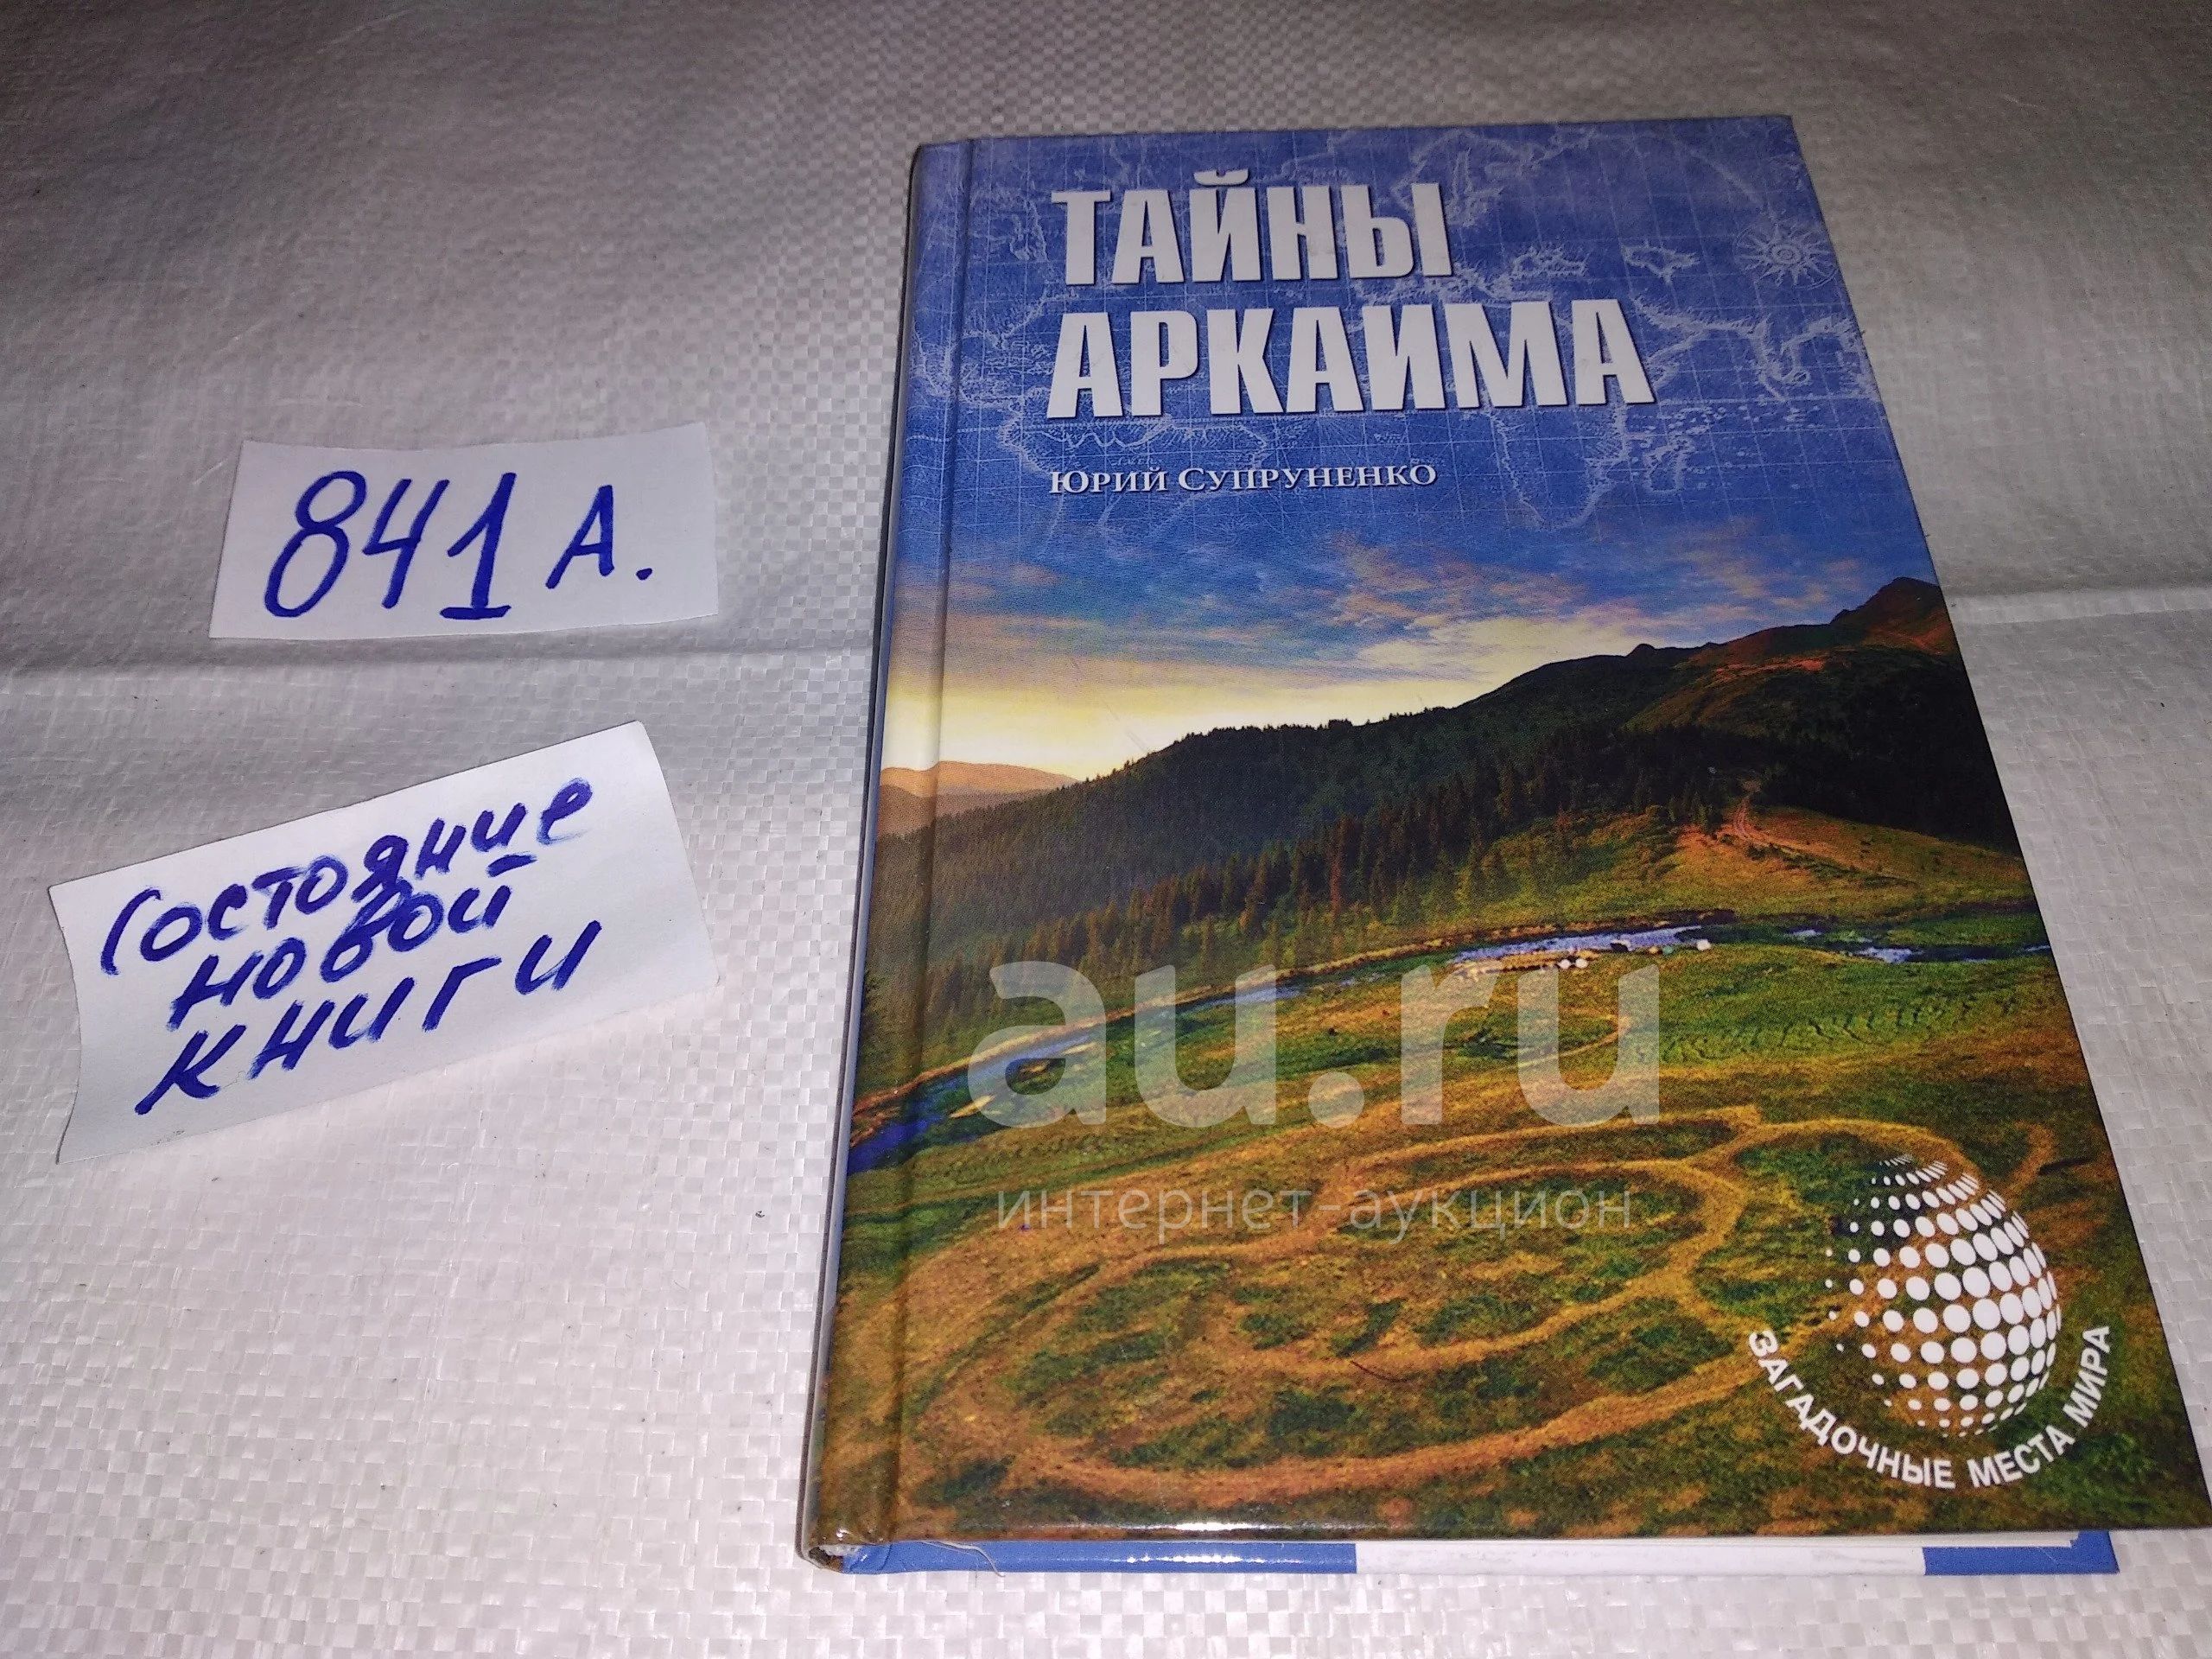 841 А.
Состояние
новой
книги
ТАЙНЫ
АРКАИМА
ЮРИЙ СУПРУНЕНКО
au.ru
интернет-аукцион
ЗАГАДОЧНЫЕ МЕСТА МИРА